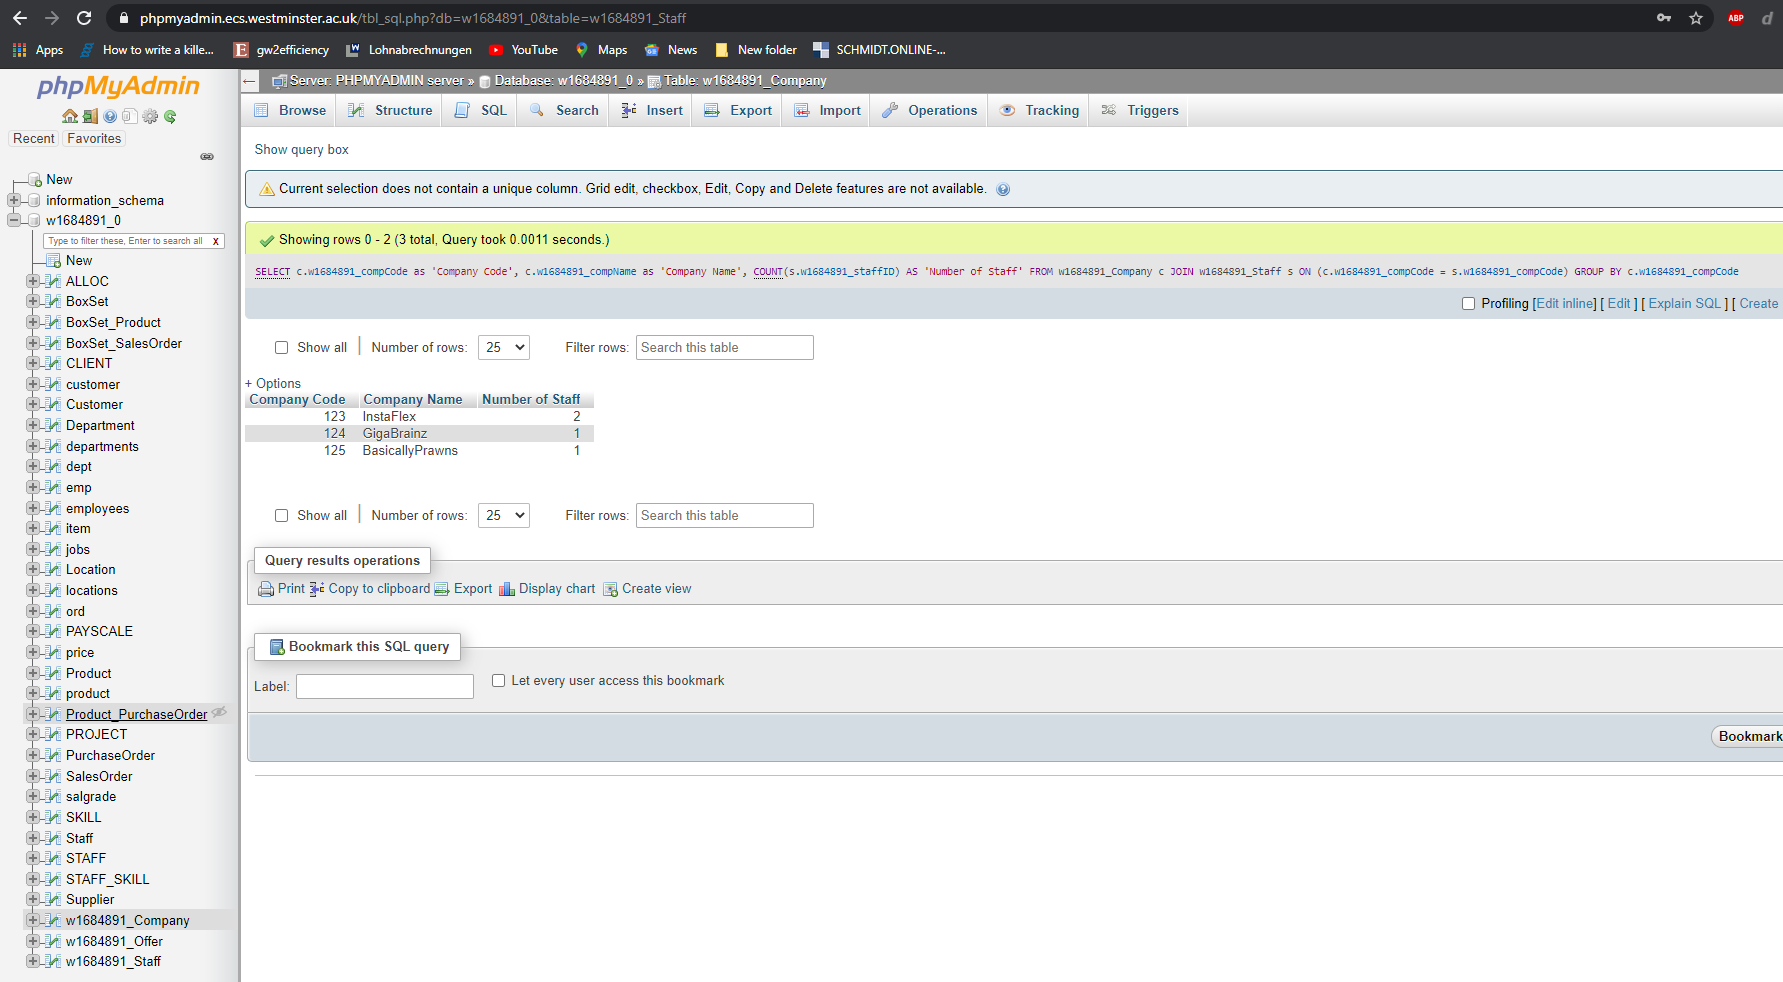 phpmyadmin.ecs.westminster.ac.uk/tbl_sql.php?db=w1684891_0&table=w1684891_Staff
ABP
d
Apps
How to write a kille...
gw2efficiency
Lohnabrechnungen
YouTube
Maps
News
New folder
SCHMIDT.ONLINE-...
phpMyAdmin
Recent
Favorites
New
information_schema
w1684891_0
Type to filter these, Enter to search all X
New
ALLOC
BoxSet
BoxSet_Product
BoxSet_SalesOrder
CLIENT
customer
Customer
Department
departments
dept
emp
employees
item
jobs
Location
locations
ord
PAYSCALE
price
Product
product
Product_PurchaseOrder
PROJECT
PurchaseOrder
SalesOrder
salgrade
SKILL
Staff
STAFF
STAFF_SKILL
Supplier
w1684891_Company
w1684891_Offer
w1684891_Staff
Server: PHPMYADMIN server » Database: w1684891_0 » Table: w1684891_Company
Browse Structure SQL Search Insert Export Import Operations Tracking Triggers
Show query box
Current selection does not contain a unique column. Grid edit, checkbox, Edit, Copy and Delete features are not available.
Showing rows 0 - 2 (3 total, Query took 0.0011 seconds.)
SELECT c.w1684891_compCode as 'Company Code', c.w1684891_compName as 'Company Name', COUNT(s.w1684891_staffID) AS 'Number of Staff' FROM w1684891_Company c JOIN w1684891_Staff s ON (c.w1684891_compCode = s.w1684891_compCode) GROUP BY c.w1684891_compCode
Profiling [Edit inline] [ Edit ] [ Explain SQL ] [ Create
Show all | Number of rows: 25 Filter rows: Search this table
+ Options
Company Code Company Name Number of Staff
123 InstaFlex 2
124 GigaBrainz 1
125 BasicallyPrawns 1
Show all | Number of rows: 25 Filter rows: Search this table
Query results operations
Print Copy to clipboard Export Display chart Create view
Bookmark this SQL query
Label: Let every user access this bookmark
Bookmark